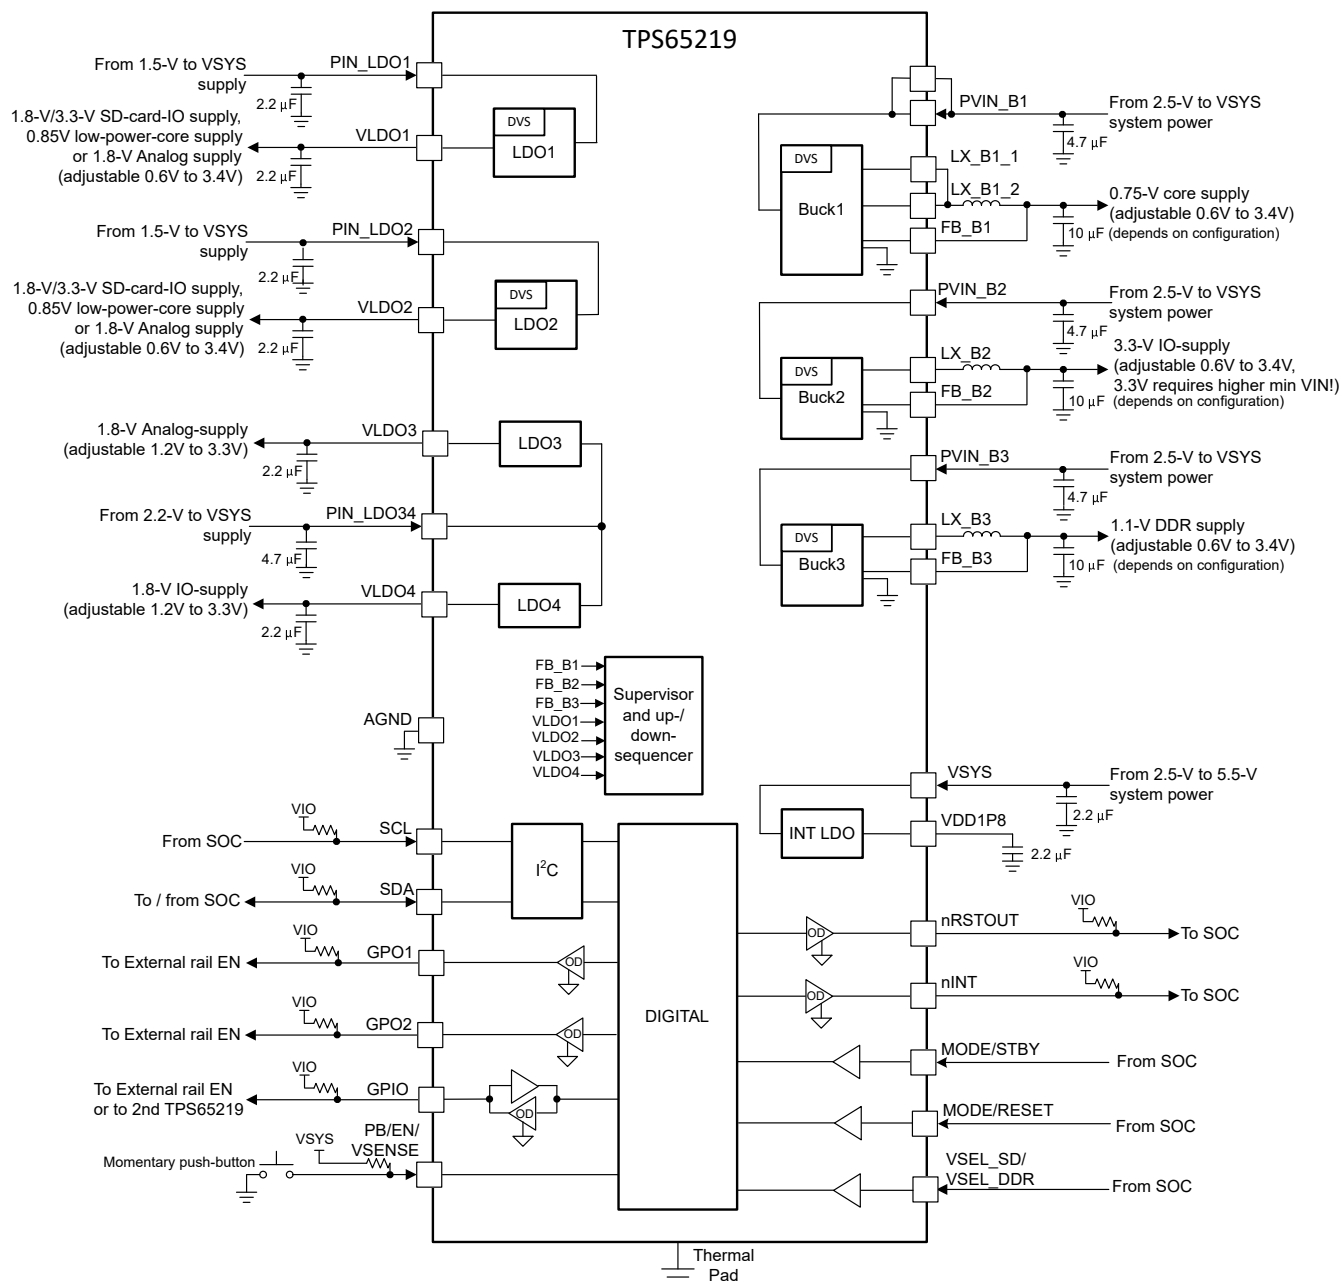 TPS65219
From 1.5-V to VSYS
supply
PIN_LDO1
2.2 µF
1.8-V/3.3-V SD-card-IO supply,
0.85V low-power-core supply
or 1.8-V Analog supply
(adjustable 0.6V to 3.4V)
VLDO1
2.2 µF
DVS
LDO1
From 1.5-V to VSYS
supply
PIN_LDO2
2.2 µF
1.8-V/3.3-V SD-card-IO supply,
0.85V low-power-core supply
or 1.8-V Analog supply
(adjustable 0.6V to 3.4V)
VLDO2
2.2 µF
DVS
LDO2
1.8-V Analog-supply
(adjustable 1.2V to 3.3V)
VLDO3
2.2 µF
LDO3
From 2.2-V to VSYS
supply
PIN_LDO34
4.7 µF
1.8-V IO-supply
(adjustable 1.2V to 3.3V)
VLDO4
2.2 µF
LDO4
PVIN_B1
From 2.5-V to VSYS
system power
4.7 µF
DVS
Buck1
LX_B1_1
LX_B1_2
FB_B1
0.75-V core supply
(adjustable 0.6V to 3.4V)
(depends on configuration)
10 µF
PVIN_B2
From 2.5-V to VSYS
system power
4.7 µF
DVS
Buck2
LX_B2
FB_B2
3.3-V IO-supply
(adjustable 0.6V to 3.4V,
3.3V requires higher min VIN!)
(depends on configuration)
10 µF
PVIN_B3
From 2.5-V to VSYS
system power
4.7 µF
DVS
Buck3
LX_B3
FB_B3
1.1-V DDR supply
(adjustable 0.6V to 3.4V)
(depends on configuration)
10 µF
FB_B1
FB_B2
FB_B3
VLDO1
VLDO2
VLDO3
VLDO4
Supervisor
and up-/
down-
sequencer
AGND
VSYS
From 2.5-V to 5.5-V
system power
2.2 µF
INT LDO
VDD1P8
2.2 µF
From SOC
VIO
SCL
I²C
To / from SOC
VIO
SDA
To External rail EN
VIO
GPO1
OD
To External rail EN
VIO
GPO2
OD
To External rail EN
or to 2nd TPS65219
VIO
GPIO
OD
Momentary push-button
VSYS
PB/EN/
VSENSE
DIGITAL
OD
nRSTOUT
VIO
To SOC
OD
nINT
VIO
To SOC
MODE/STBY
From SOC
MODE/RESET
From SOC
VSEL_SD/
VSEL_DDR
From SOC
Thermal
Pad